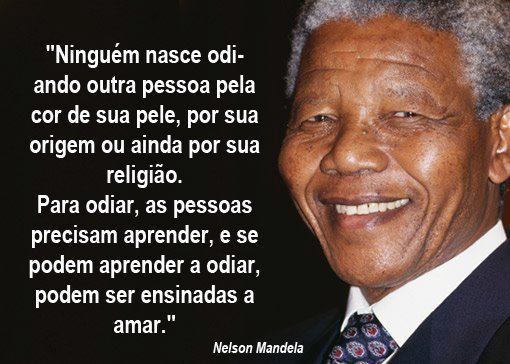 "Ninguém nasce odi-
ando outra pessoa pela
cor de sua pele, por sua
origem ou ainda por sua
religião.
Para odiar, as pessoas
precisam aprender, e se
podem aprender a odiar,
podem ser ensinadas a
amar."
Nelson Mandela